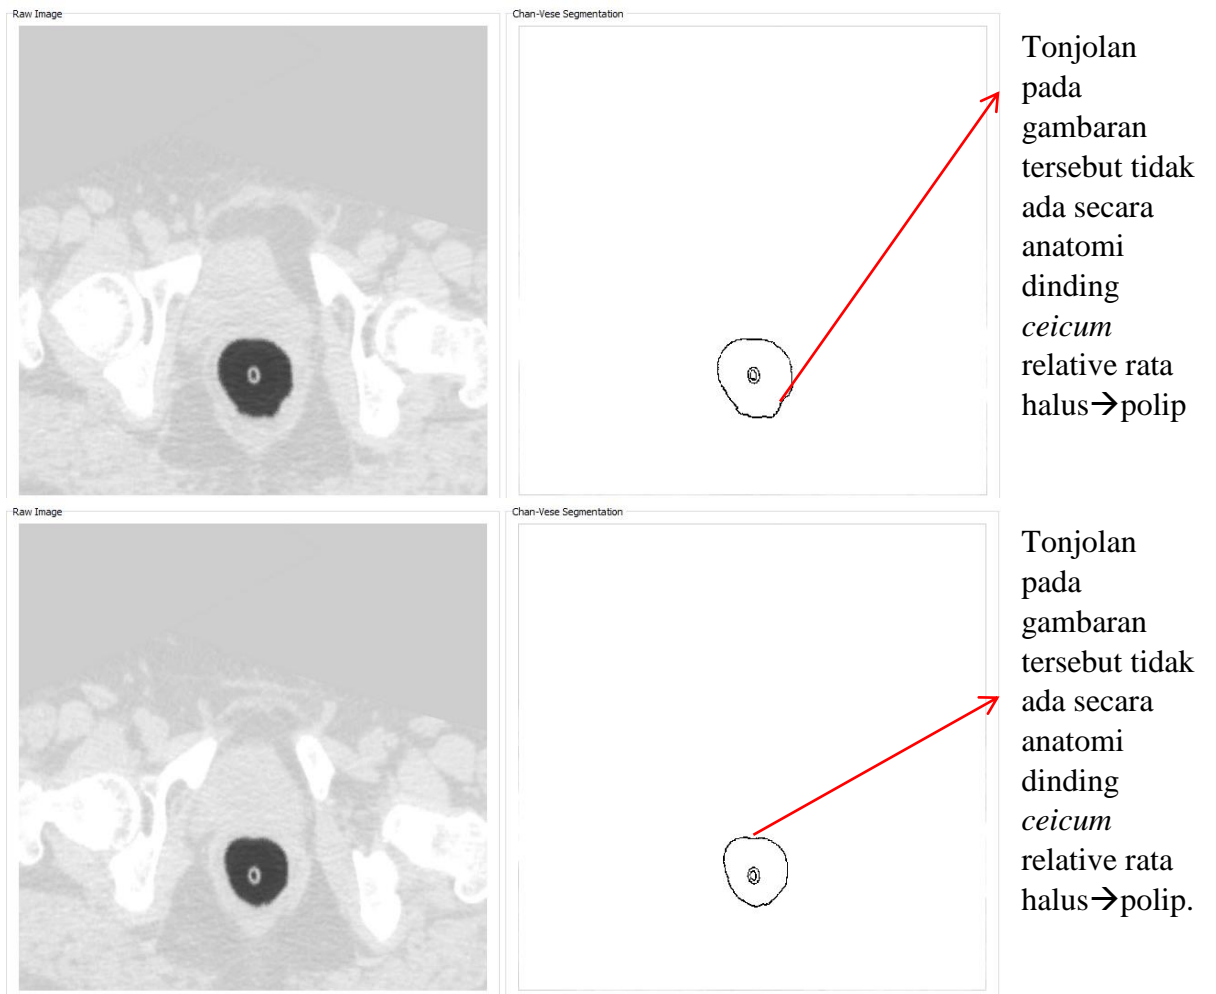 Raw Image
Chan-Vese Segmentation
Tonjolan
pada
gambaran
tersebut tidak
ada secara
anatomi
dinding
ceicum
relative rata
halus→polip
Raw Image
Chan-Vese Segmentation
Tonjolan
pada
gambaran
tersebut tidak
ada secara
anatomi
dinding
ceicum
relative rata
halus→polip.